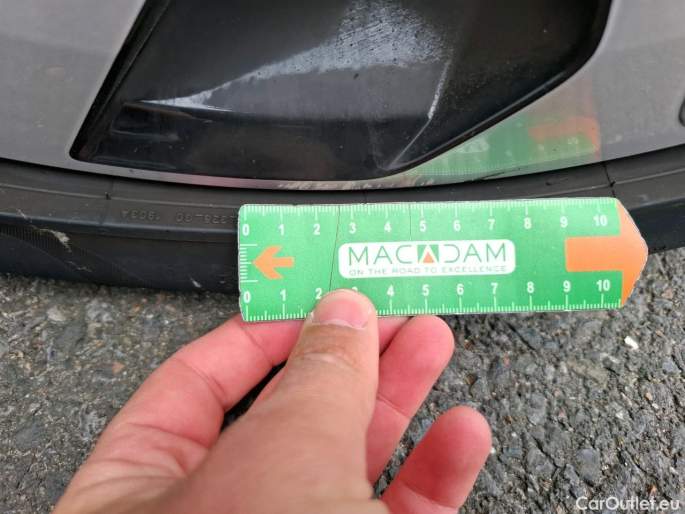 0 1 2 3 4 5 6 7 8 9 10
MACADAM
ON THE ROAD TO EXCELLENCE
0 1 2 3 4 5 6 7 8 9 10
CarOutlet.eu